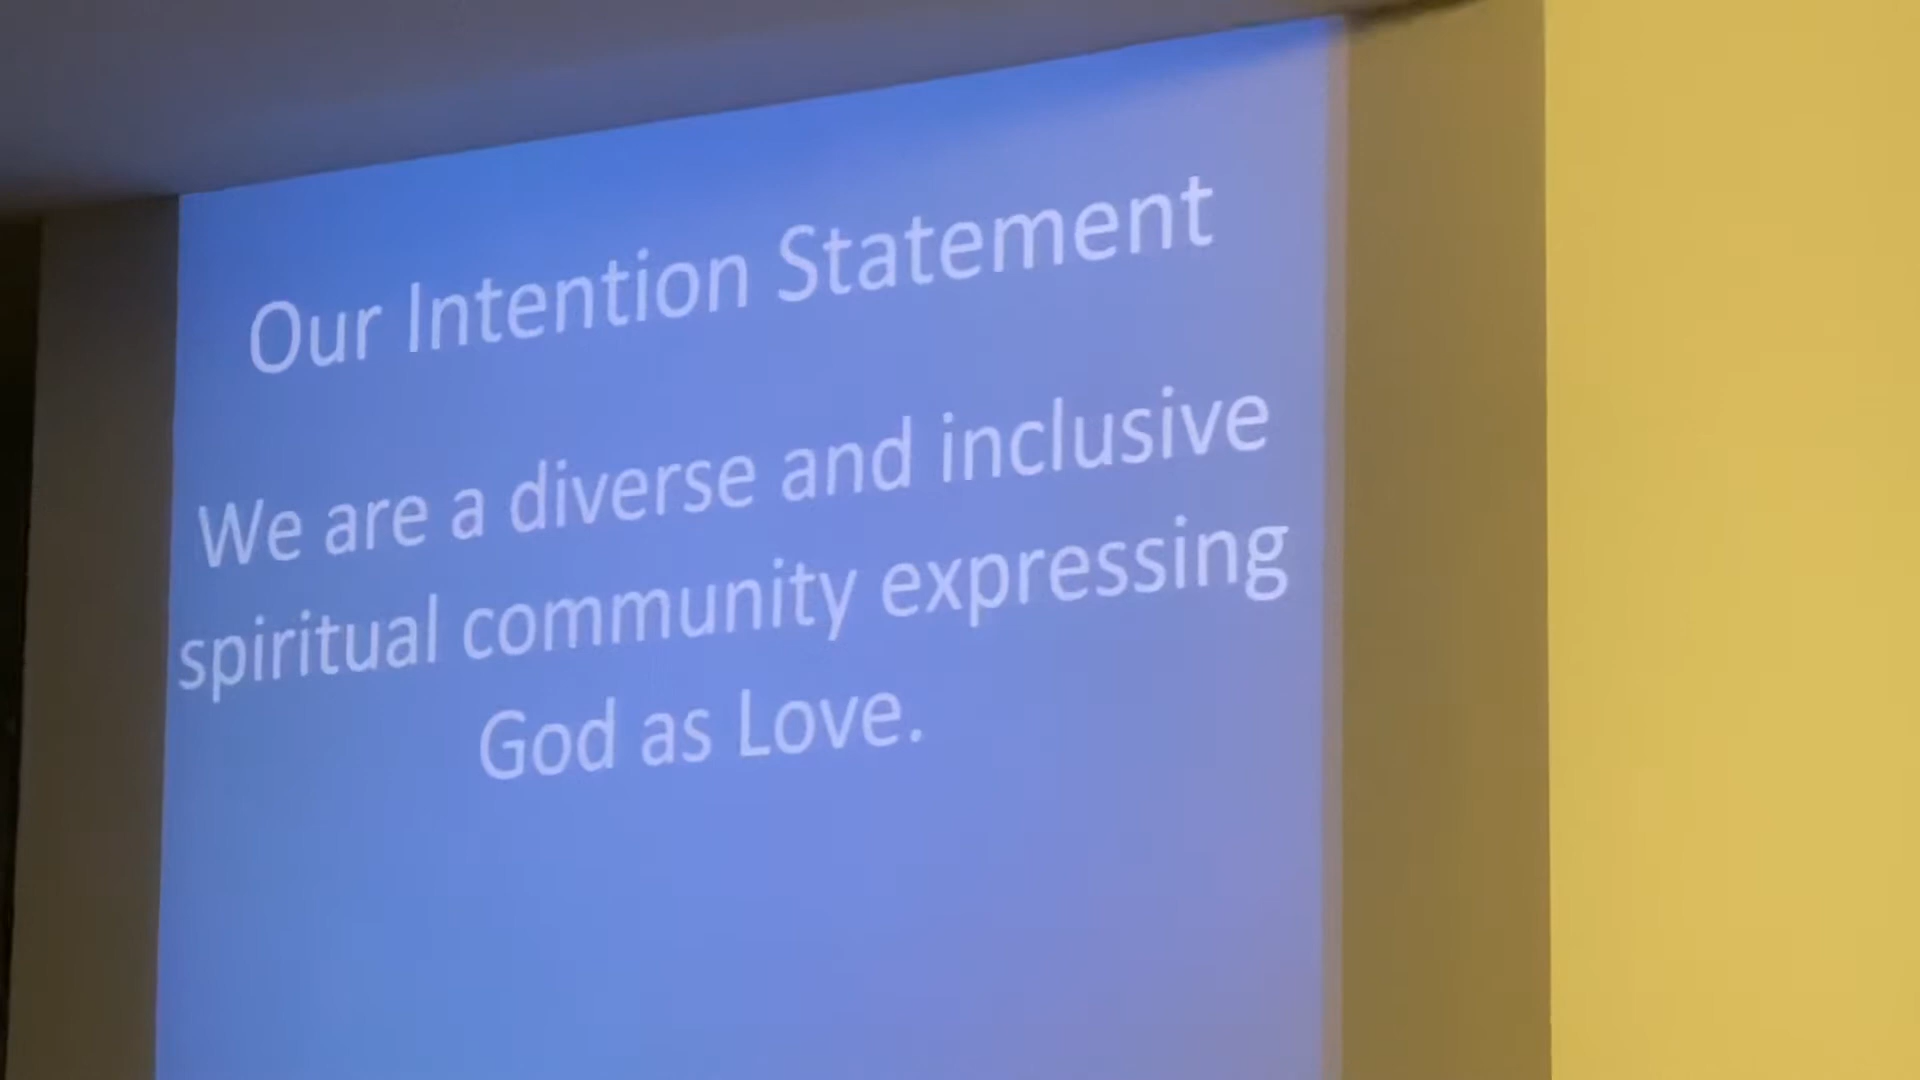 Our Intention Statement
We are a diverse and inclusive
spiritual community expressing
God as Love.